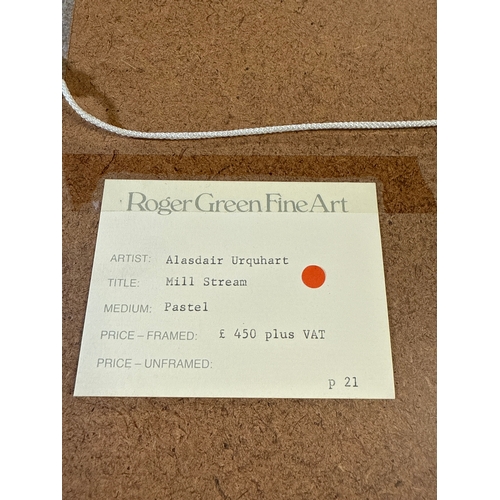 Roger Green Fine Art
ARTIST: Alasdair Urquhart
TITLE: Mill Stream
MEDIUM: Pastel
PRICE – FRAMED: £ 450 plus VAT
PRICE – UNFRAMED:
p 21